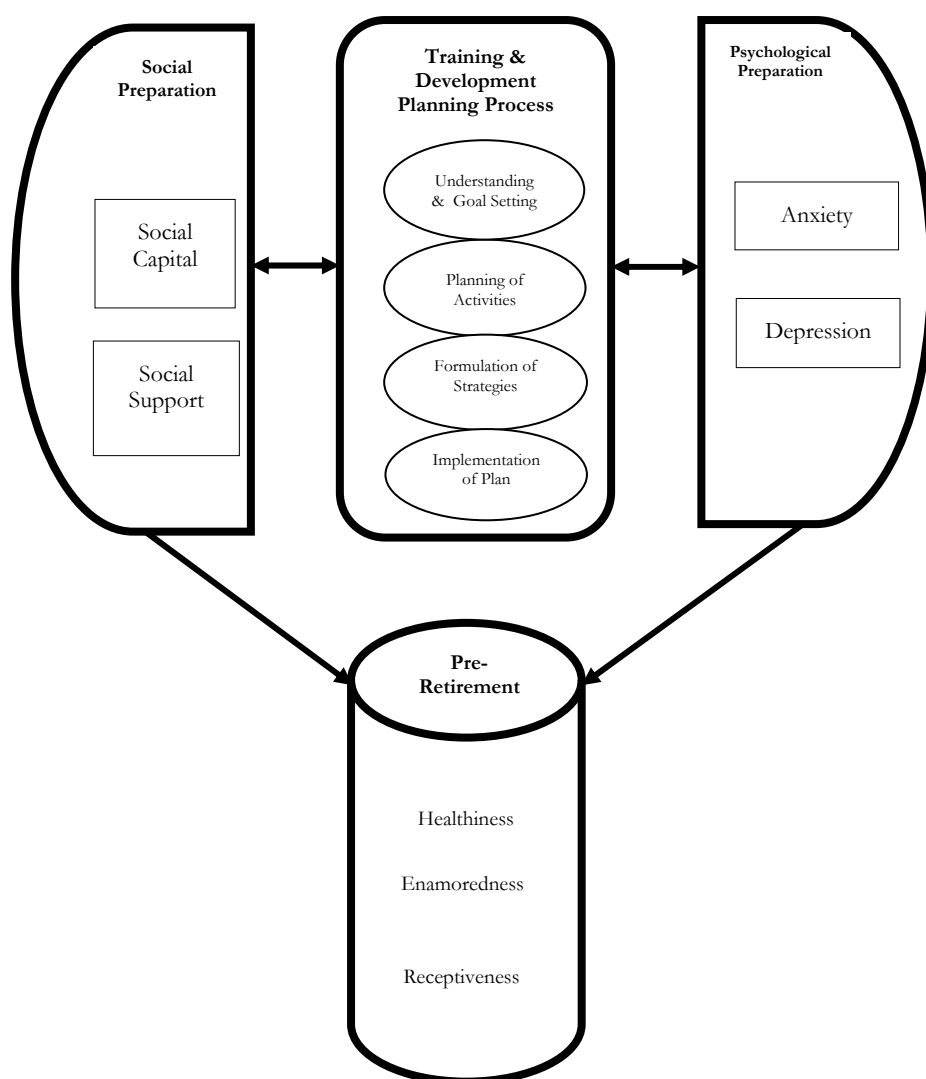 Social
Preparation
Social
Capital
Social
Support
Training &
Development
Planning Process
Understanding
& Goal Setting
Planning of
Activities
Formulation of
Strategies
Implementation
of Plan
Psychological
Preparation
Anxiety
Depression
Pre-
Retirement
Healthiness
Enamoredness
Receptiveness